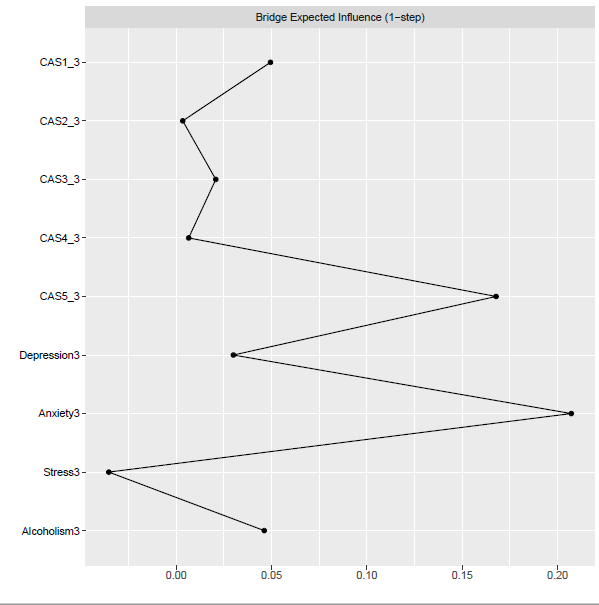 Bridge Expected Influence (1−step)
CAS1_3
CAS2_3
CAS3_3
CAS4_3
CAS5_3
Depression3
Anxiety3
Stress3
Alcoholism3
0.00 0.05 0.10 0.15 0.20